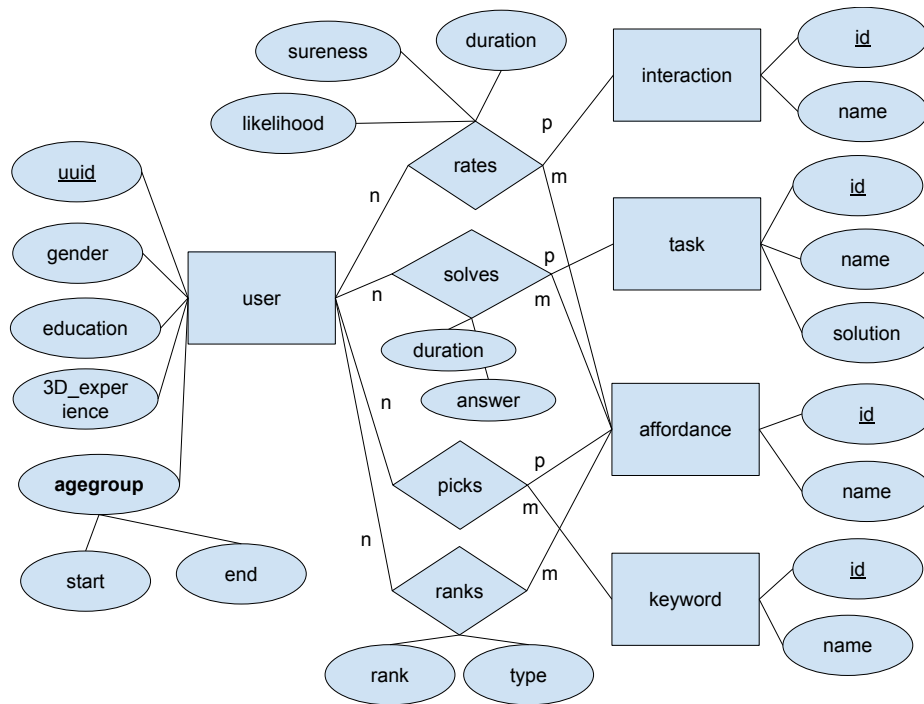 duration
sureness
id
interaction
name
likelihood
p
rates
m
uuid
n
id
gender
task
p
solves
name
user
n
m
education
duration
solution
3D_exper
ience
answer
n
id
affordance
p
agegroup
picks
name
m
n
id
end
m
start
ranks
keyword
name
rank
type